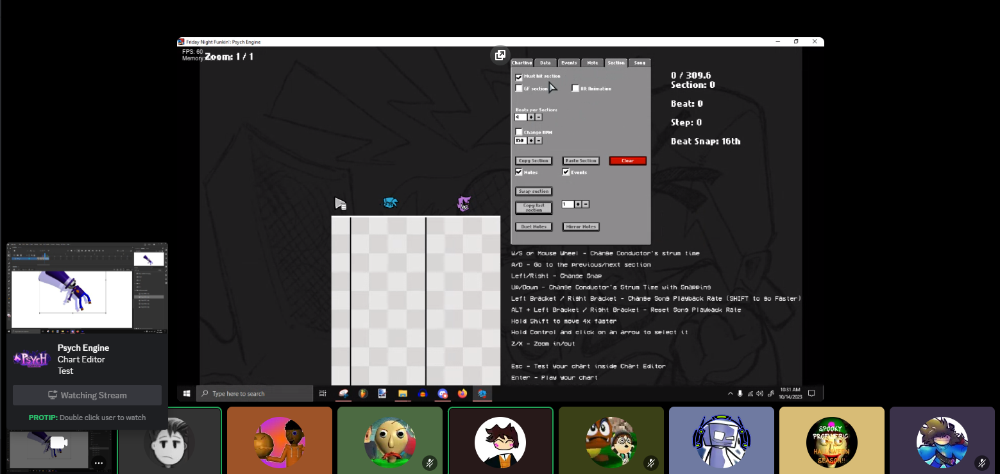 Friday Night Funkin': Psych Engine
FPS: 60
Memory:
Zoom: 1 / 1
Charting
Data
Events
Note
Section
Song
Must hit section
GF section
Alt Animation
Beats per Section:
4
Change BPM
150
Copy Section
Paste Section
Clear
Notes
Events
Swap section
Copy last section
1
Duet Notes
Mirror Notes
0 / 309.6
Section: 0
Beat: 0
Step: 0
Beat Snap: 16th
W/S or Mouse Wheel - Change Conductor's strum time
A/D - Go to the previous/next section
Left/Right - Change Snap
Up/Down - Change Conductor's Strum Time with Snapping
Left Bracket / Right Bracket - Change Song Playback Rate (SHIFT to go Faster)
ALT + Left Bracket / Right Bracket - Reset Song Playback Rate
Hold Shift to move 4x faster
Hold Control and click on an arrow to select it
Z/X - Zoom in/out
Esc - Test your chart inside Chart Editor
Enter - Play your chart
Type here to search
10:31 AM
10/14/2023
PSYCH
Psych Engine
Chart Editor
Test
Watching Stream
PROTIP: Double click user to watch
SPOOKY
PROFILE PIC
HALLOWEEN
SEASON!!